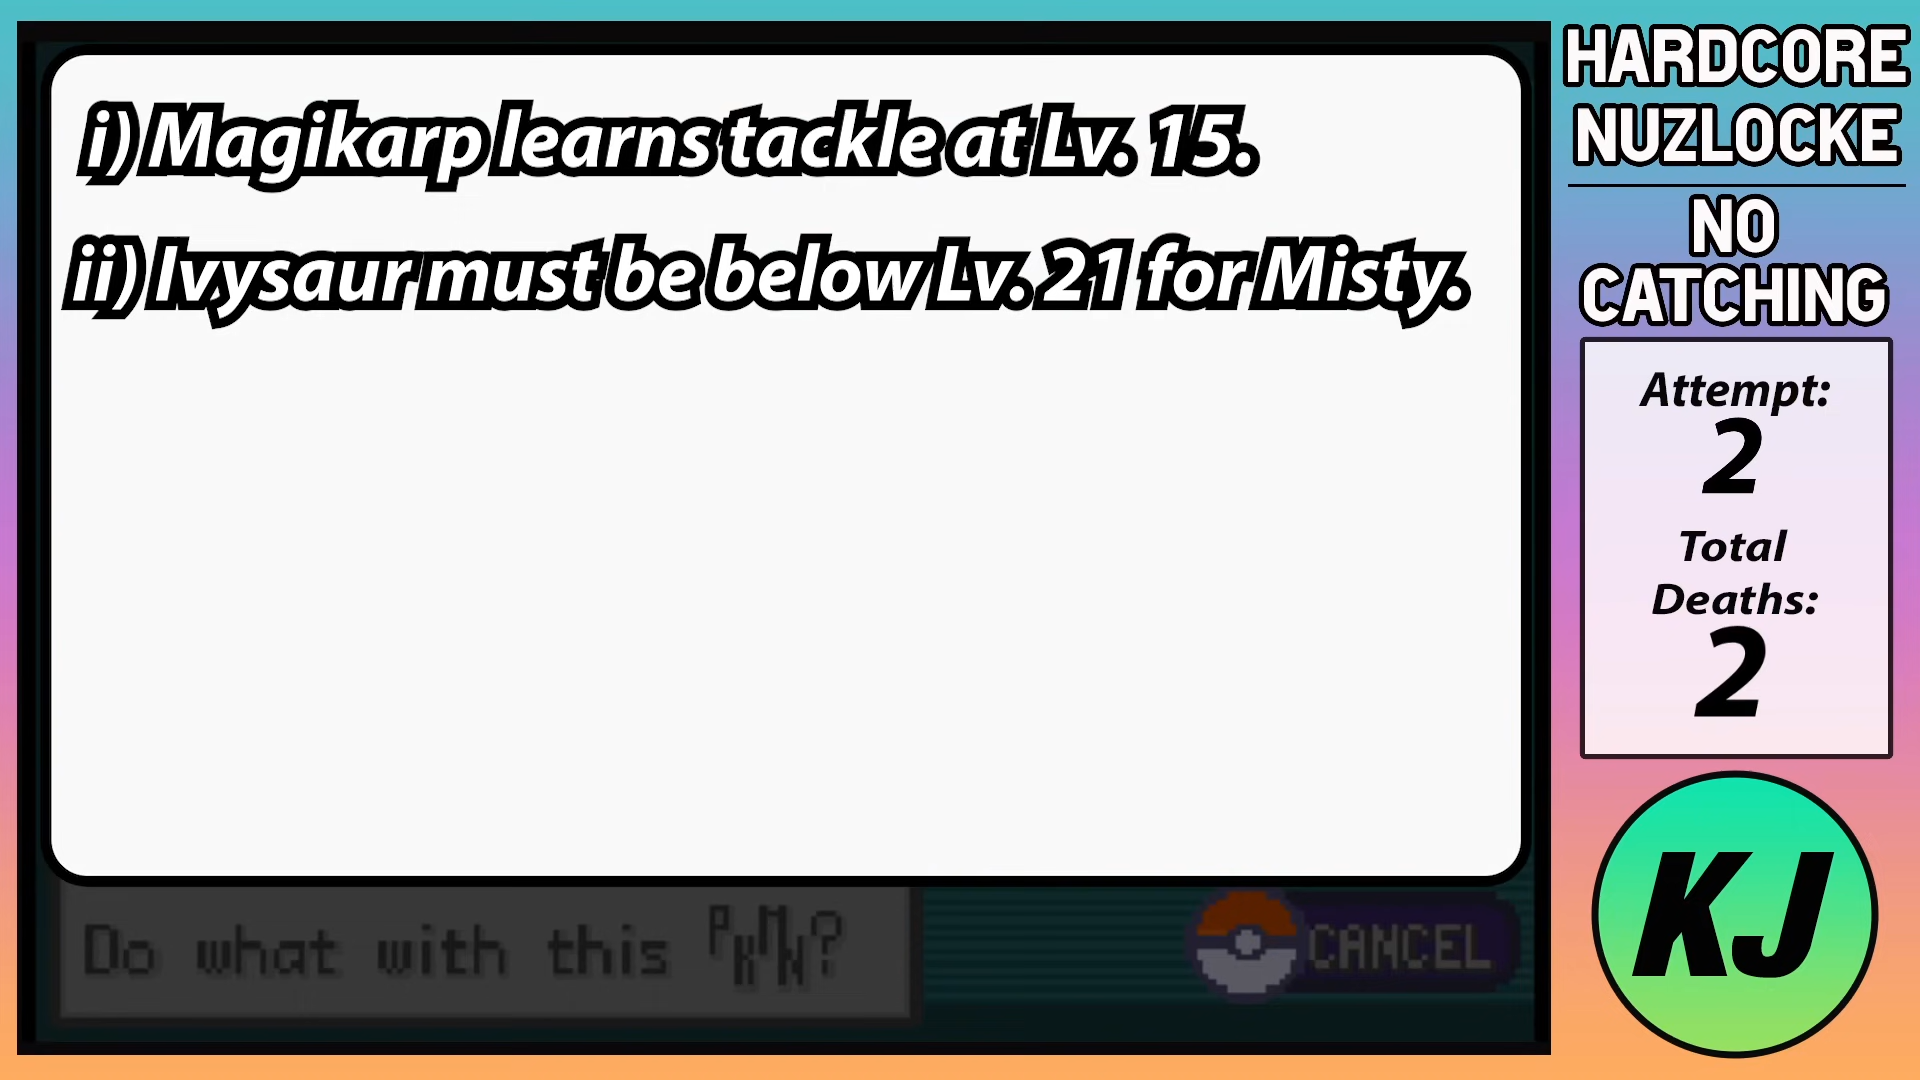 i) Magikarp learns tackle at Lv. 15.
ii) Ivysaur must be below Lv. 21 for Misty.
Do what with this PKMN?
CANCEL
HARDCORE
NUZLOCKE
NO
CATCHING
Attempt:
2
Total
Deaths:
2
KJ